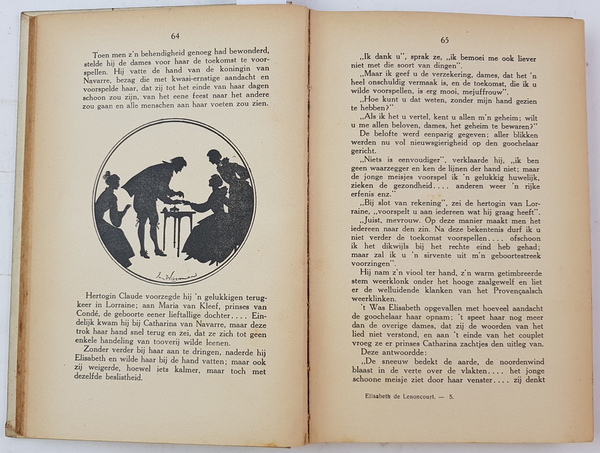 64
Toen men z'n behendigheid genoeg had bewonderd,
stelde hij de dames voor haar de toekomst te voor-
spellen. Hij vatte de hand van de koningin van
Navarre, bezag die met kwasi-ernstige aandacht en
voorspelde haar, dat zij tot het einde van haar dagen
schoon zou zijn, van het eene feest naar het andere
zou gaan en alle menschen aan haar voeten zou zien.
Hertogin Claude voorzegde hij 'n gelukkigen terug-
keer in Lorraine; aan Maria van Kleef, prinses van
Condé, de geboorte eener lieftallige dochter.... Ein-
delijk kwam hij bij Catharina van Navarre, maar deze
trok haar hand snel terug en zei, dat ze zich tot geen
enkele handeling van tooverij wilde leenen.
Zonder verder bij haar aan te dringen, naderde hij
Elisabeth en wilde haar bij de hand vatten; maar ook
zij weigerde, hoewel iets kalmer, maar toch met
dezelfde beslistheid.
65
„Ik dank u", sprak ze, „ik bemoei me ook liever
niet met die soort van dingen".
„Maar ik geef u de verzekering, dames, dat het 'n
heel onschuldig vermaak is, en de toekomst, die ik u
wilde voorspellen, is erg mooi, mejuffrouw".
„Hoe kunt u dat weten, zonder mijn hand gezien
te hebben?"
„Als ik het u vertel, kent u allen m'n geheim; wilt
u me allen beloven, dames, het geheim te bewaren?"
De belofte werd eenparig gegeven; aller blikken
werden nu vol nieuwsgierigheid op den goochelaar
gericht.
„Niets is eenvoudiger", verklaarde hij, „ik ben
geen waarzegger en ken de lijnen der hand niet; maar
de jonge meisjes voorspel ik 'n gelukkig huwelijk,
zieken de gezondheid.... anderen weer 'n rijke
erfenis enz."
„Bij slot van rekening", zei de hertogin van Lor-
raine, „voorspelt u aan iedereen wat hij graag heeft".
„Juist, mevrouw. Op deze manier maakt men het
iedereen naar den zin. Na deze bekentenis durf ik u
niet verder de toekomst voorspellen.... ofschoon
ik het dikwijls bij het rechte eind heb gehad;
maar zal ik u 'n sirvente uit m'n geboortestreek
voorzingen".
Hij nam z'n viool ter hand, z'n warm getimbreerde
stem weerklonk onder het hooge zaalgewelf en liet
er de welluidende klanken van het Provençaalsch
weerklinken.
't Was Elisabeth opgevallen met hoeveel aandacht
de goochelaar haar opnam; 't speet haar nog meer
dan de overige dames, dat zij de woorden van het
lied niet verstond, en aan 't einde van het couplet
vroeg ze er prinses Catharina zachtjes den uitleg van.
Deze antwoordde:
„De sneeuw bedekt de aarde, de noordenwind
blaast in de verte over de vlakten.... het jonge
schoone meisje ziet door haar venster.... zij denkt
Elisabeth de Lenoncourt. — 5.